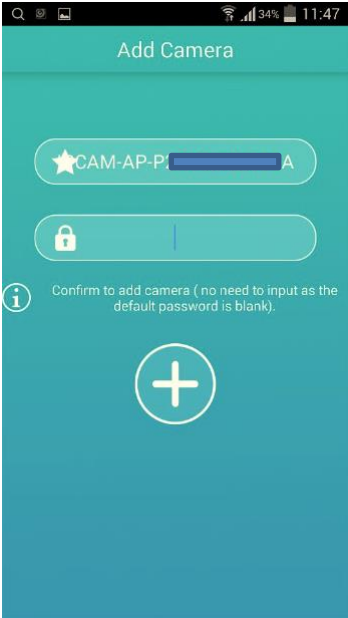 34% 11:47
Add Camera
CAM-AP-P A
Confirm to add camera ( no need to input as the
default password is blank).